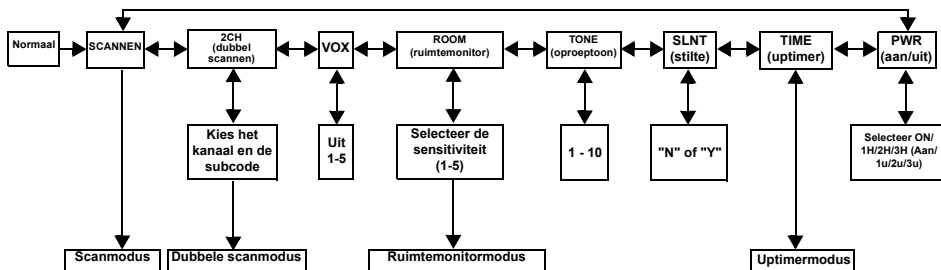 Normaal
SCANNEN
2CH
(dubbel
scannen)
VOX
ROOM
(ruimtemonitor)
TONE
(oproeptoon)
SLNT
(stilte)
TIME
(uptimer)
PWR
(aan/uit)
Kies het
kanaal en de
subcode
Uit
1-5
Selecteer de
sensitiviteit
(1-5)
1 - 10
"N" of "Y"
Selecteer ON/
1H/2H/3H (Aan/
1u/2u/3u)
Scanmodus
Dubbele scanmodus
Ruimtemonitormodus
Uptimermodus